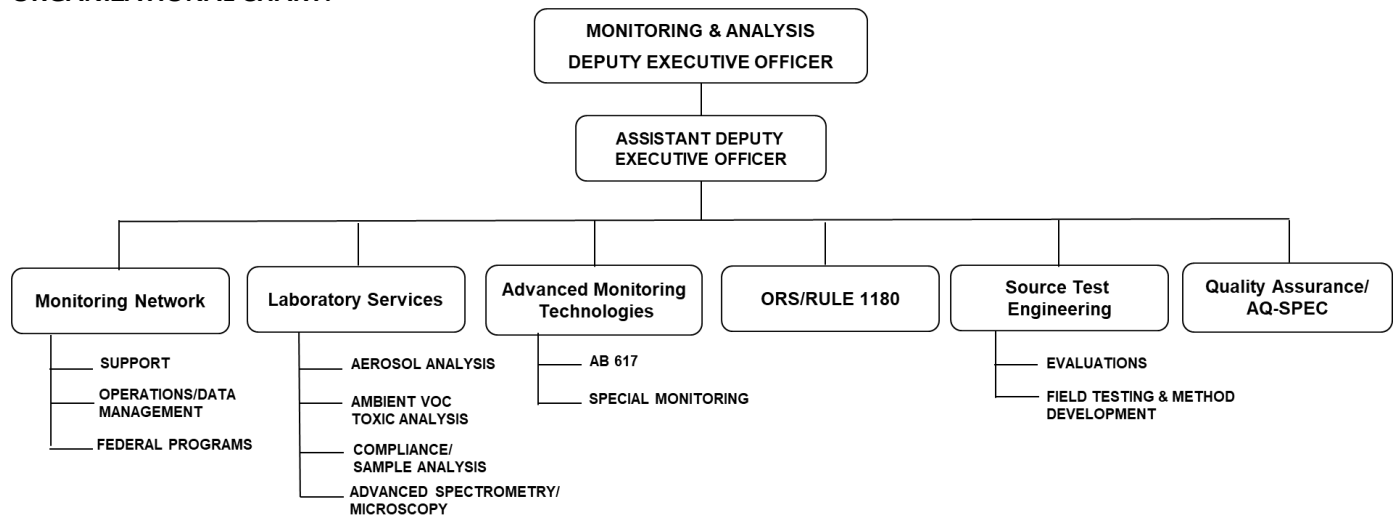 ORGANIZATIONAL CHART:
MONITORING & ANALYSIS
DEPUTY EXECUTIVE OFFICER
ASSISTANT DEPUTY
EXECUTIVE OFFICER
Monitoring Network
SUPPORT
OPERATIONS/DATA
MANAGEMENT
FEDERAL PROGRAMS
Laboratory Services
AEROSOL ANALYSIS
AMBIENT VOC
TOXIC ANALYSIS
COMPLIANCE/
SAMPLE ANALYSIS
ADVANCED SPECTROMETRY/
MICROSCOPY
Advanced Monitoring
Technologies
AB 617
SPECIAL MONITORING
ORS/RULE 1180
Source Test
Engineering
EVALUATIONS
FIELD TESTING & METHOD
DEVELOPMENT
Quality Assurance/
AQ-SPEC